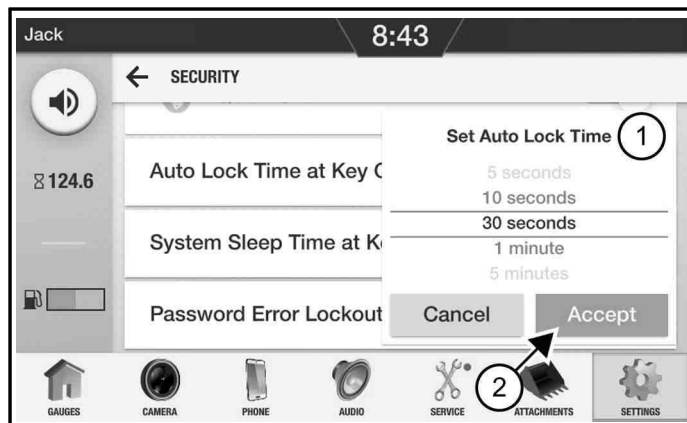 Jack
8:43
SECURITY
Set Auto Lock Time
1
5 seconds
10 seconds
30 seconds
1 minute
5 minutes
Cancel
Accept
124.6
Auto Lock Time at Key
System Sleep Time at
Password Error Lockout
2
GAUGES
CAMERA
PHONE
AUDIO
SERVICE
ATTACHMENTS
SETTINGS